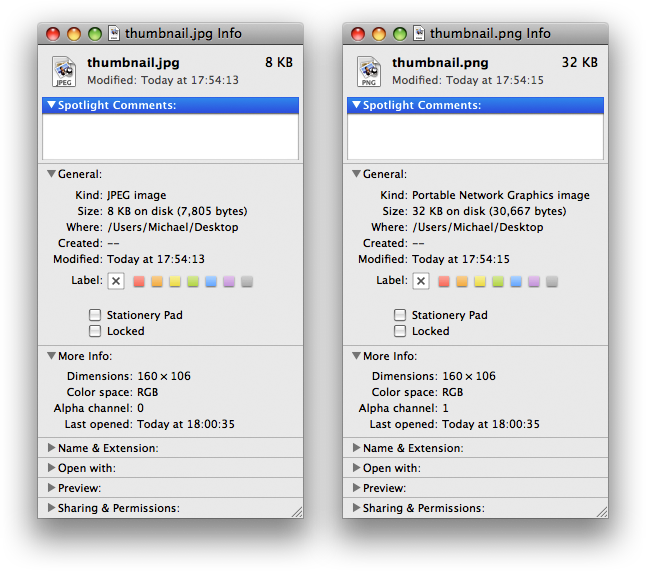 thumbnail.jpg Info
thumbnail.jpg 8 KB
Modified: Today at 17:54:13
JPEG
Spotlight Comments:
General:
Kind: JPEG image
Size: 8 KB on disk (7,805 bytes)
Where: /Users/Michael/Desktop
Created: --
Modified: Today at 17:54:13
Label:
Stationery Pad
Locked
More Info:
Dimensions: 160 × 106
Color space: RGB
Alpha channel: 0
Last opened: Today at 18:00:35
Name & Extension:
Open with:
Preview:
Sharing & Permissions:
thumbnail.png Info
thumbnail.png 32 KB
Modified: Today at 17:54:15
PNG
Spotlight Comments:
General:
Kind: Portable Network Graphics image
Size: 32 KB on disk (30,667 bytes)
Where: /Users/Michael/Desktop
Created: --
Modified: Today at 17:54:15
Label:
Stationery Pad
Locked
More Info:
Dimensions: 160 × 106
Color space: RGB
Alpha channel: 1
Last opened: Today at 18:00:35
Name & Extension:
Open with:
Preview:
Sharing & Permissions: